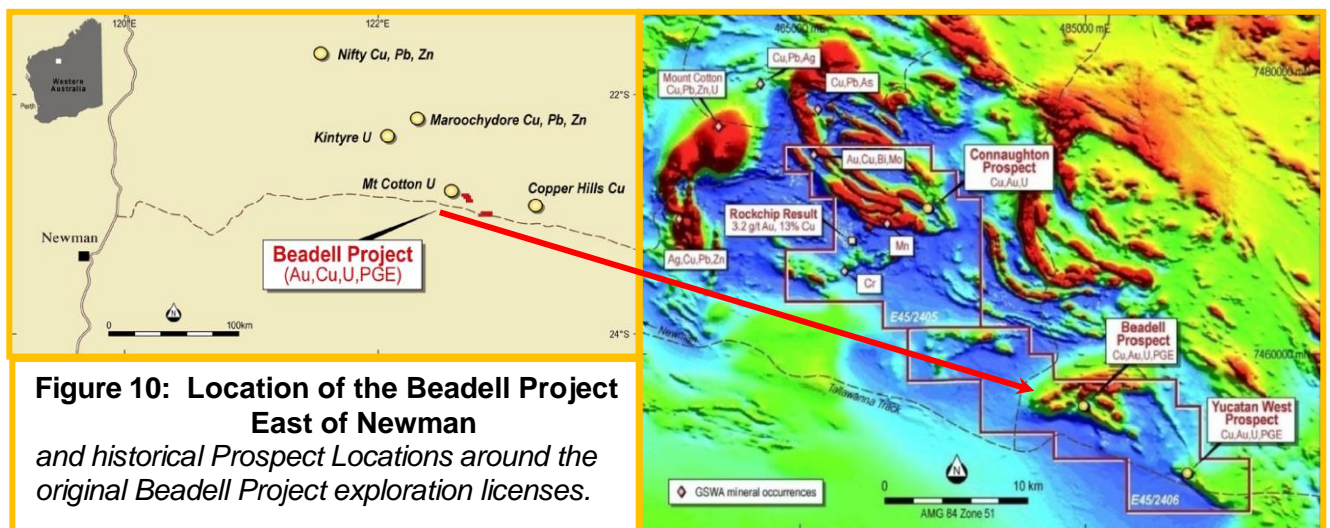 120°E
122°E
Western
Australia
Perth
Nifty Cu, Pb, Zn
22°S
Maroochydore Cu, Pb, Zn
Kintyre U
Mt Cotton U
Copper Hills Cu
Newman
Beadell Project
(Au,Cu,U,PGE)
N
0
100km
24°S
Figure 10: Location of the Beadell Project
East of Newman
and historical Prospect Locations around the
original Beadell Project exploration licenses.
465000 mE
485000 mE
7480000 mN
Cu,Pb,Ag
Mount Cotton
Cu,Pb,Zn,U
Cu,Pb,As
Au,Cu,Bi,Mo
Connaughton
Prospect
Cu,Au,U
Rockchip Result
3.2 g/t Au, 13% Cu
Mn
Ag,Cu,Pb,Zn
Cr
E45/2405
Newman
Beadell
Prospect
Cu,Au,U,PGE
7460000 mN
Tallawanna Track
Yucatan West
Prospect
Cu,Au,U,PGE
GSWA mineral occurrences
N
0
10 km
AMG 84 Zone 51
E45/2406